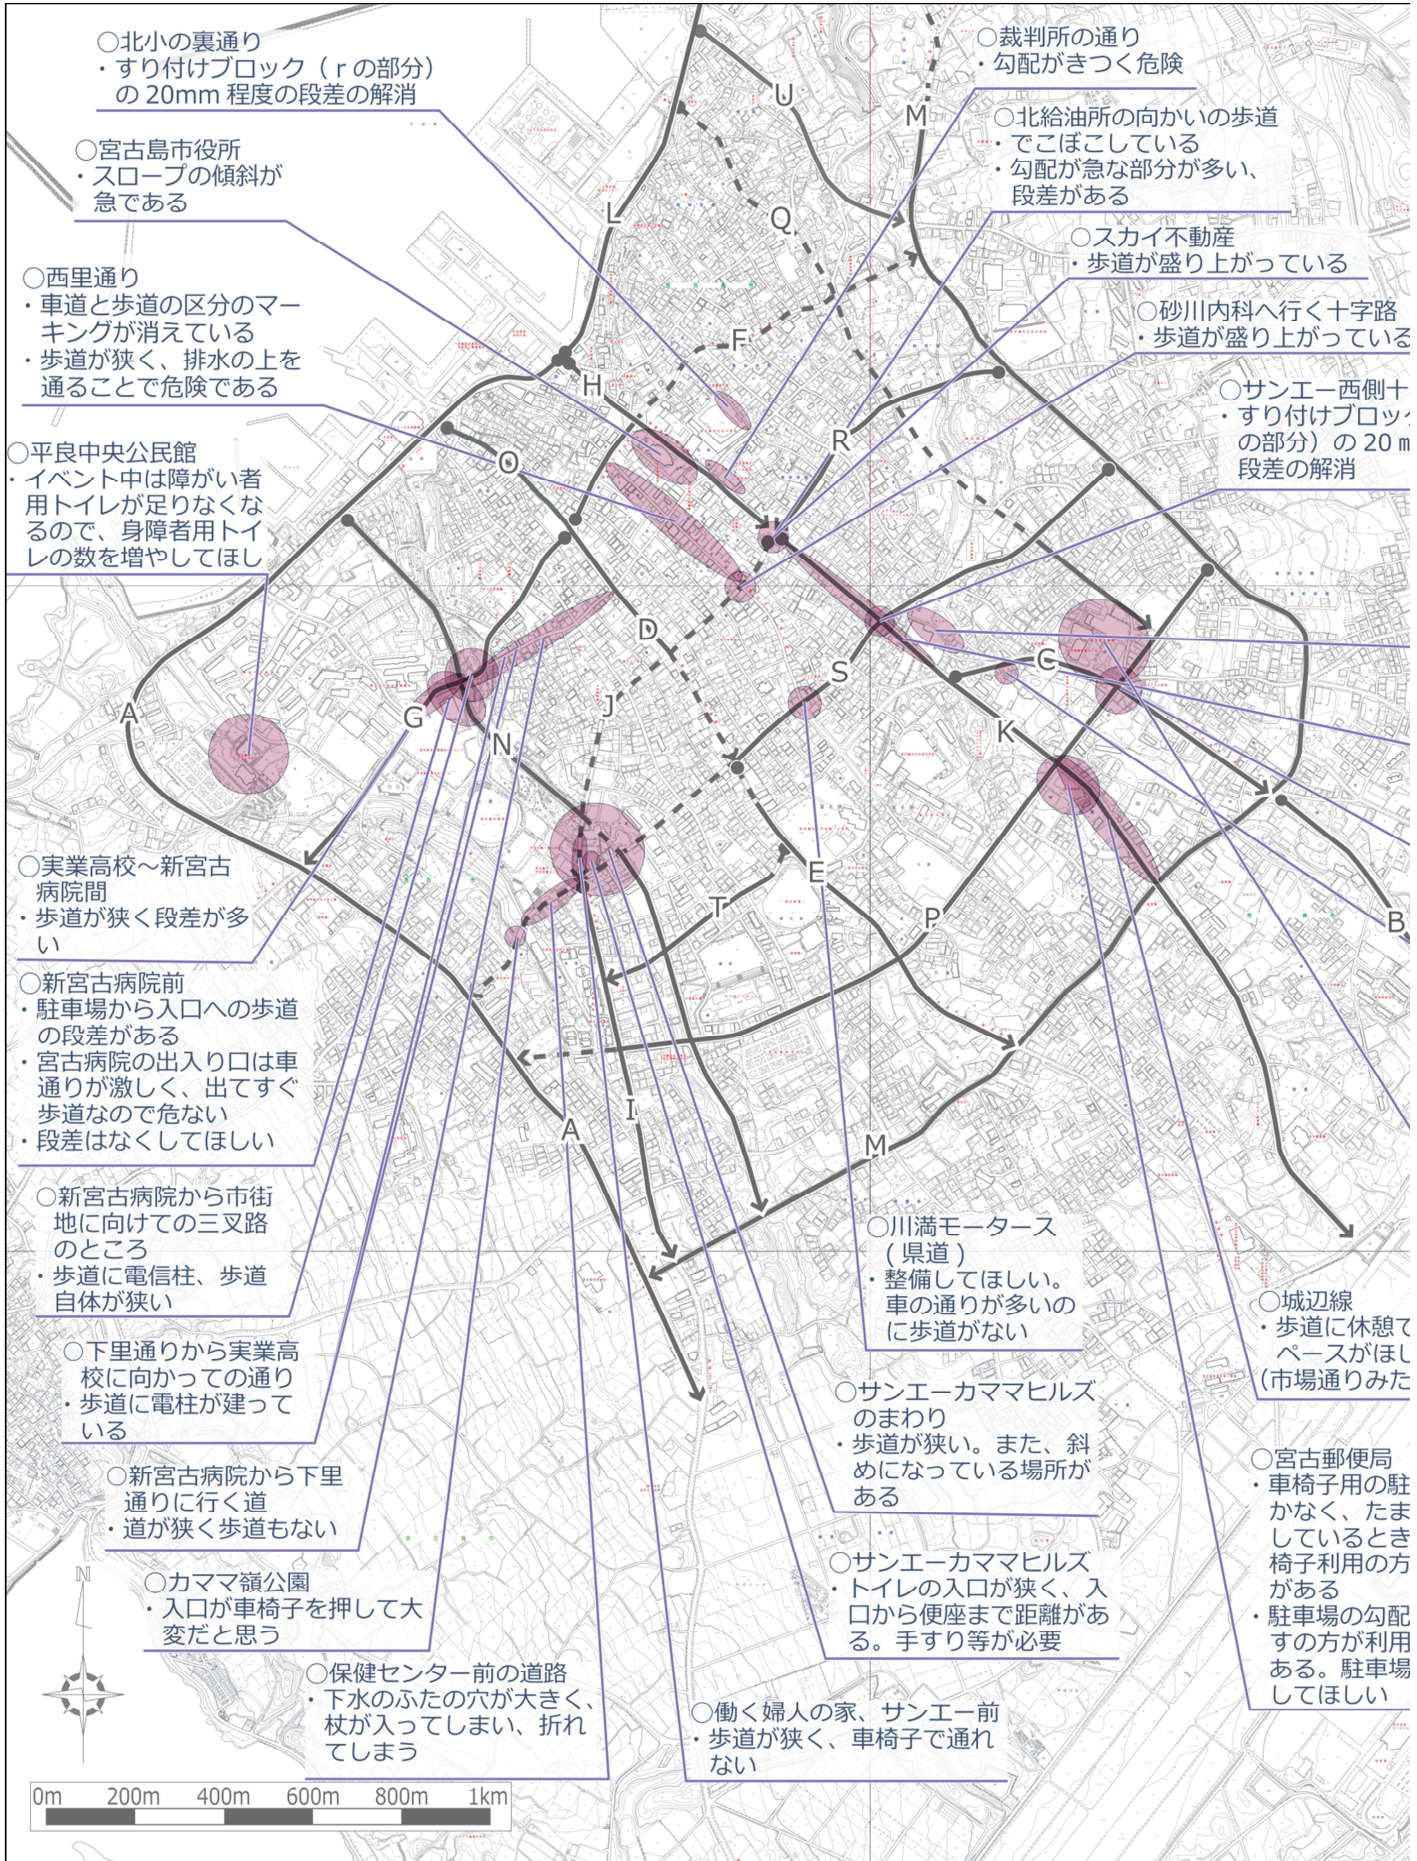 ○北小の裏通り
・すり付けブロック（ｒの部分）
の 20mm 程度の段差の解消
○宮古島市役所
・スロープの傾斜が
急である
○西里通り
・車道と歩道の区分のマー
キングが消えている
・歩道が狭く、排水の上を
通ることで危険である
○平良中央公民館
・イベント中は障がい者
用トイレが足りなくな
るので、身障者用トイ
レの数を増やしてほし
○裁判所の通り
・勾配がきつく危険
○北給油所の向かいの歩道
・でこぼこしている
・勾配が急な部分が多い、
段差がある
○スカイ不動産
・歩道が盛り上がっている
○砂川内科へ行く十字路
・歩道が盛り上がっている
○サンエー西側十
・すり付けブロック
の部分）の 20 m
段差の解消
U
M
L
Q
F
H
R
O
D
S
C
A
G
N
J
K
E
T
P
B
I
A
M
○実業高校～新宮古
病院間
・歩道が狭く段差が多
い
○新宮古病院前
・駐車場から入口への歩道
の段差がある
・宮古病院の出入り口は車
通りが激しく、出てすぐ
歩道なので危ない
・段差はなくしてほしい
○新宮古病院から市街
地に向けての三叉路
のところ
・歩道に電信柱、歩道
自体が狭い
○下里通りから実業高
校に向かっての通り
・歩道に電柱が建って
いる
○新宮古病院から下里
通りに行く道
・道が狭く歩道もない
○カママ嶺公園
・入口が車椅子を押して大
変だと思う
○保健センター前の道路
・下水のふたの穴が大きく、
杖が入ってしまい、折れ
てしまう
○川満モータース
( 県道 )
・整備してほしい。
車の通りが多いの
に歩道がない
○サンエーカママヒルズ
のまわり
・歩道が狭い。また、斜
めになっている場所が
ある
○サンエーカママヒルズ
・トイレの入口が狭く、入
口から便座まで距離があ
る。手すり等が必要
○働く婦人の家、サンエー前
・歩道が狭く、車椅子で通れ
ない
○城辺線
・歩道に休憩で
ペースがほし
(市場通りみた
○宮古郵便局
・車椅子用の駐
かなく、たま
しているとき
椅子利用の方
がある
・駐車場の勾配
すの方が利用
ある。駐車場
してほしい
N
0m 200m 400m 600m 800m 1km